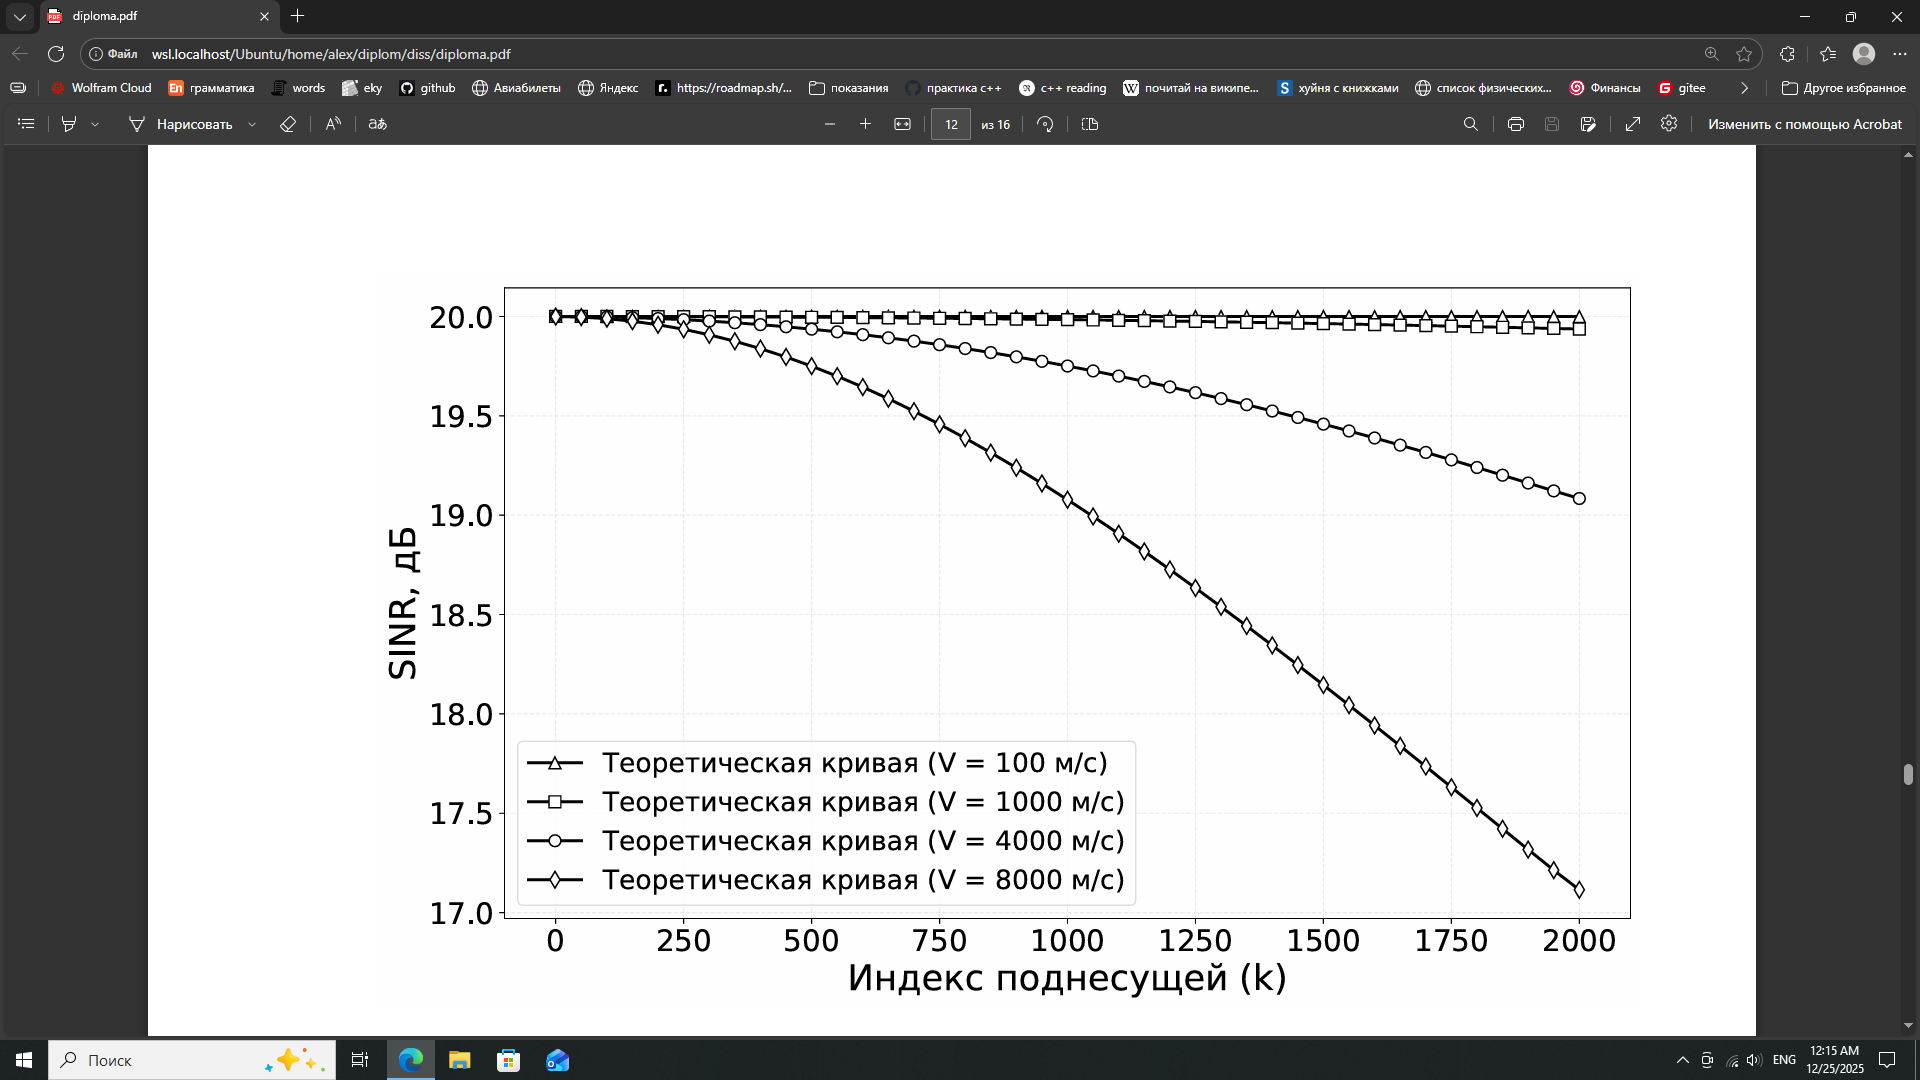 diploma.pdf
Файл wsl.localhost/Ubuntu/home/alex/diplom/diss/diploma.pdf
Wolfram Cloud En грамматика words eky github Авиабилеты Яндекс r. https://roadmap.sh/... показания практика c++ c++ reading W почитай на википе... S хуйня с книжками список физических... Финансы G gitee Другое избранное
Нарисовать аあ 12 из 16 Изменить с помощью Acrobat
20.0
19.5
19.0
18.5
18.0
17.5
17.0
SINR, дБ
Теоретическая кривая (V = 100 м/с)
Теоретическая кривая (V = 1000 м/с)
Теоретическая кривая (V = 4000 м/с)
Теоретическая кривая (V = 8000 м/с)
0 250 500 750 1000 1250 1500 1750 2000
Индекс поднесущей (k)
Поиск ENG 12:15 AM
12/25/2025